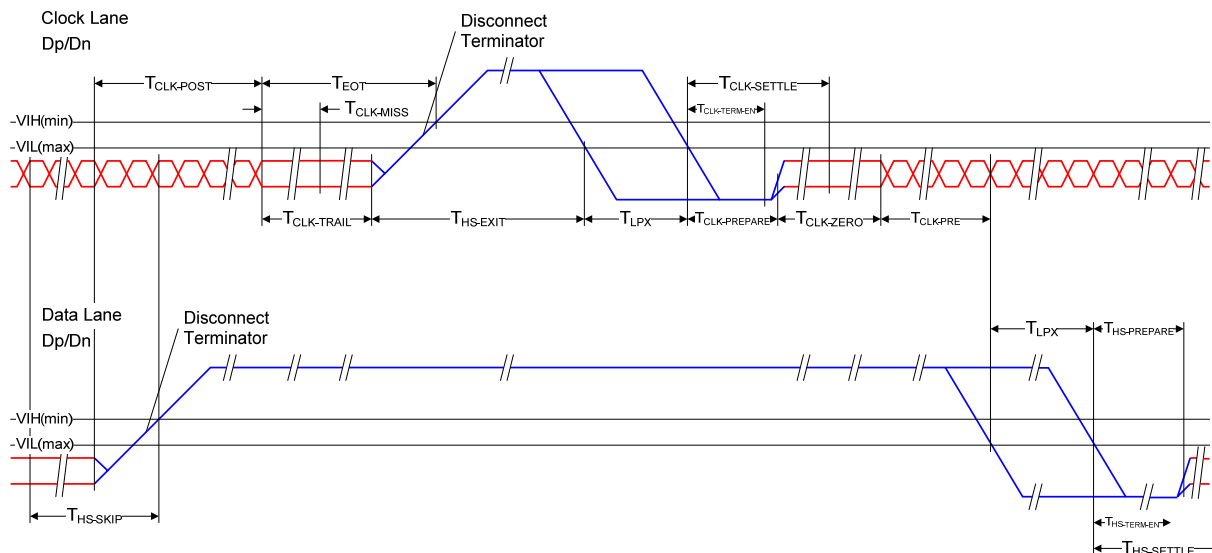 Clock Lane
Dp/Dn
Disconnect
Terminator
TCLK-POST
TEOT
TCLK-SETTLE
TCLK-MISS
TCLK-TERM-EN
VIH(min)
VIL(max)
TCLK-TRAIL
THS-EXIT
TLPX
TCLK-PREPARE
TCLK-ZERO
TCLK-PRE
Data Lane
Dp/Dn
Disconnect
Terminator
TLPX
THS-PREPARE
VIH(min)
VIL(max)
THS-SKIP
THS-TERM-EN
THS-SETTLE